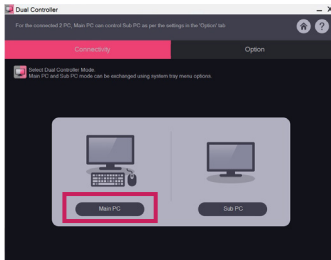 Dual Controller
For the connected 2 PC, Main PC can control Sub PC as per the settings in the 'Option' tab
Connectivity
Option
Select Dual Controller Mode.
Main PC and Sub PC mode can be exchanged using system tray menu options.
Main PC
Sub PC